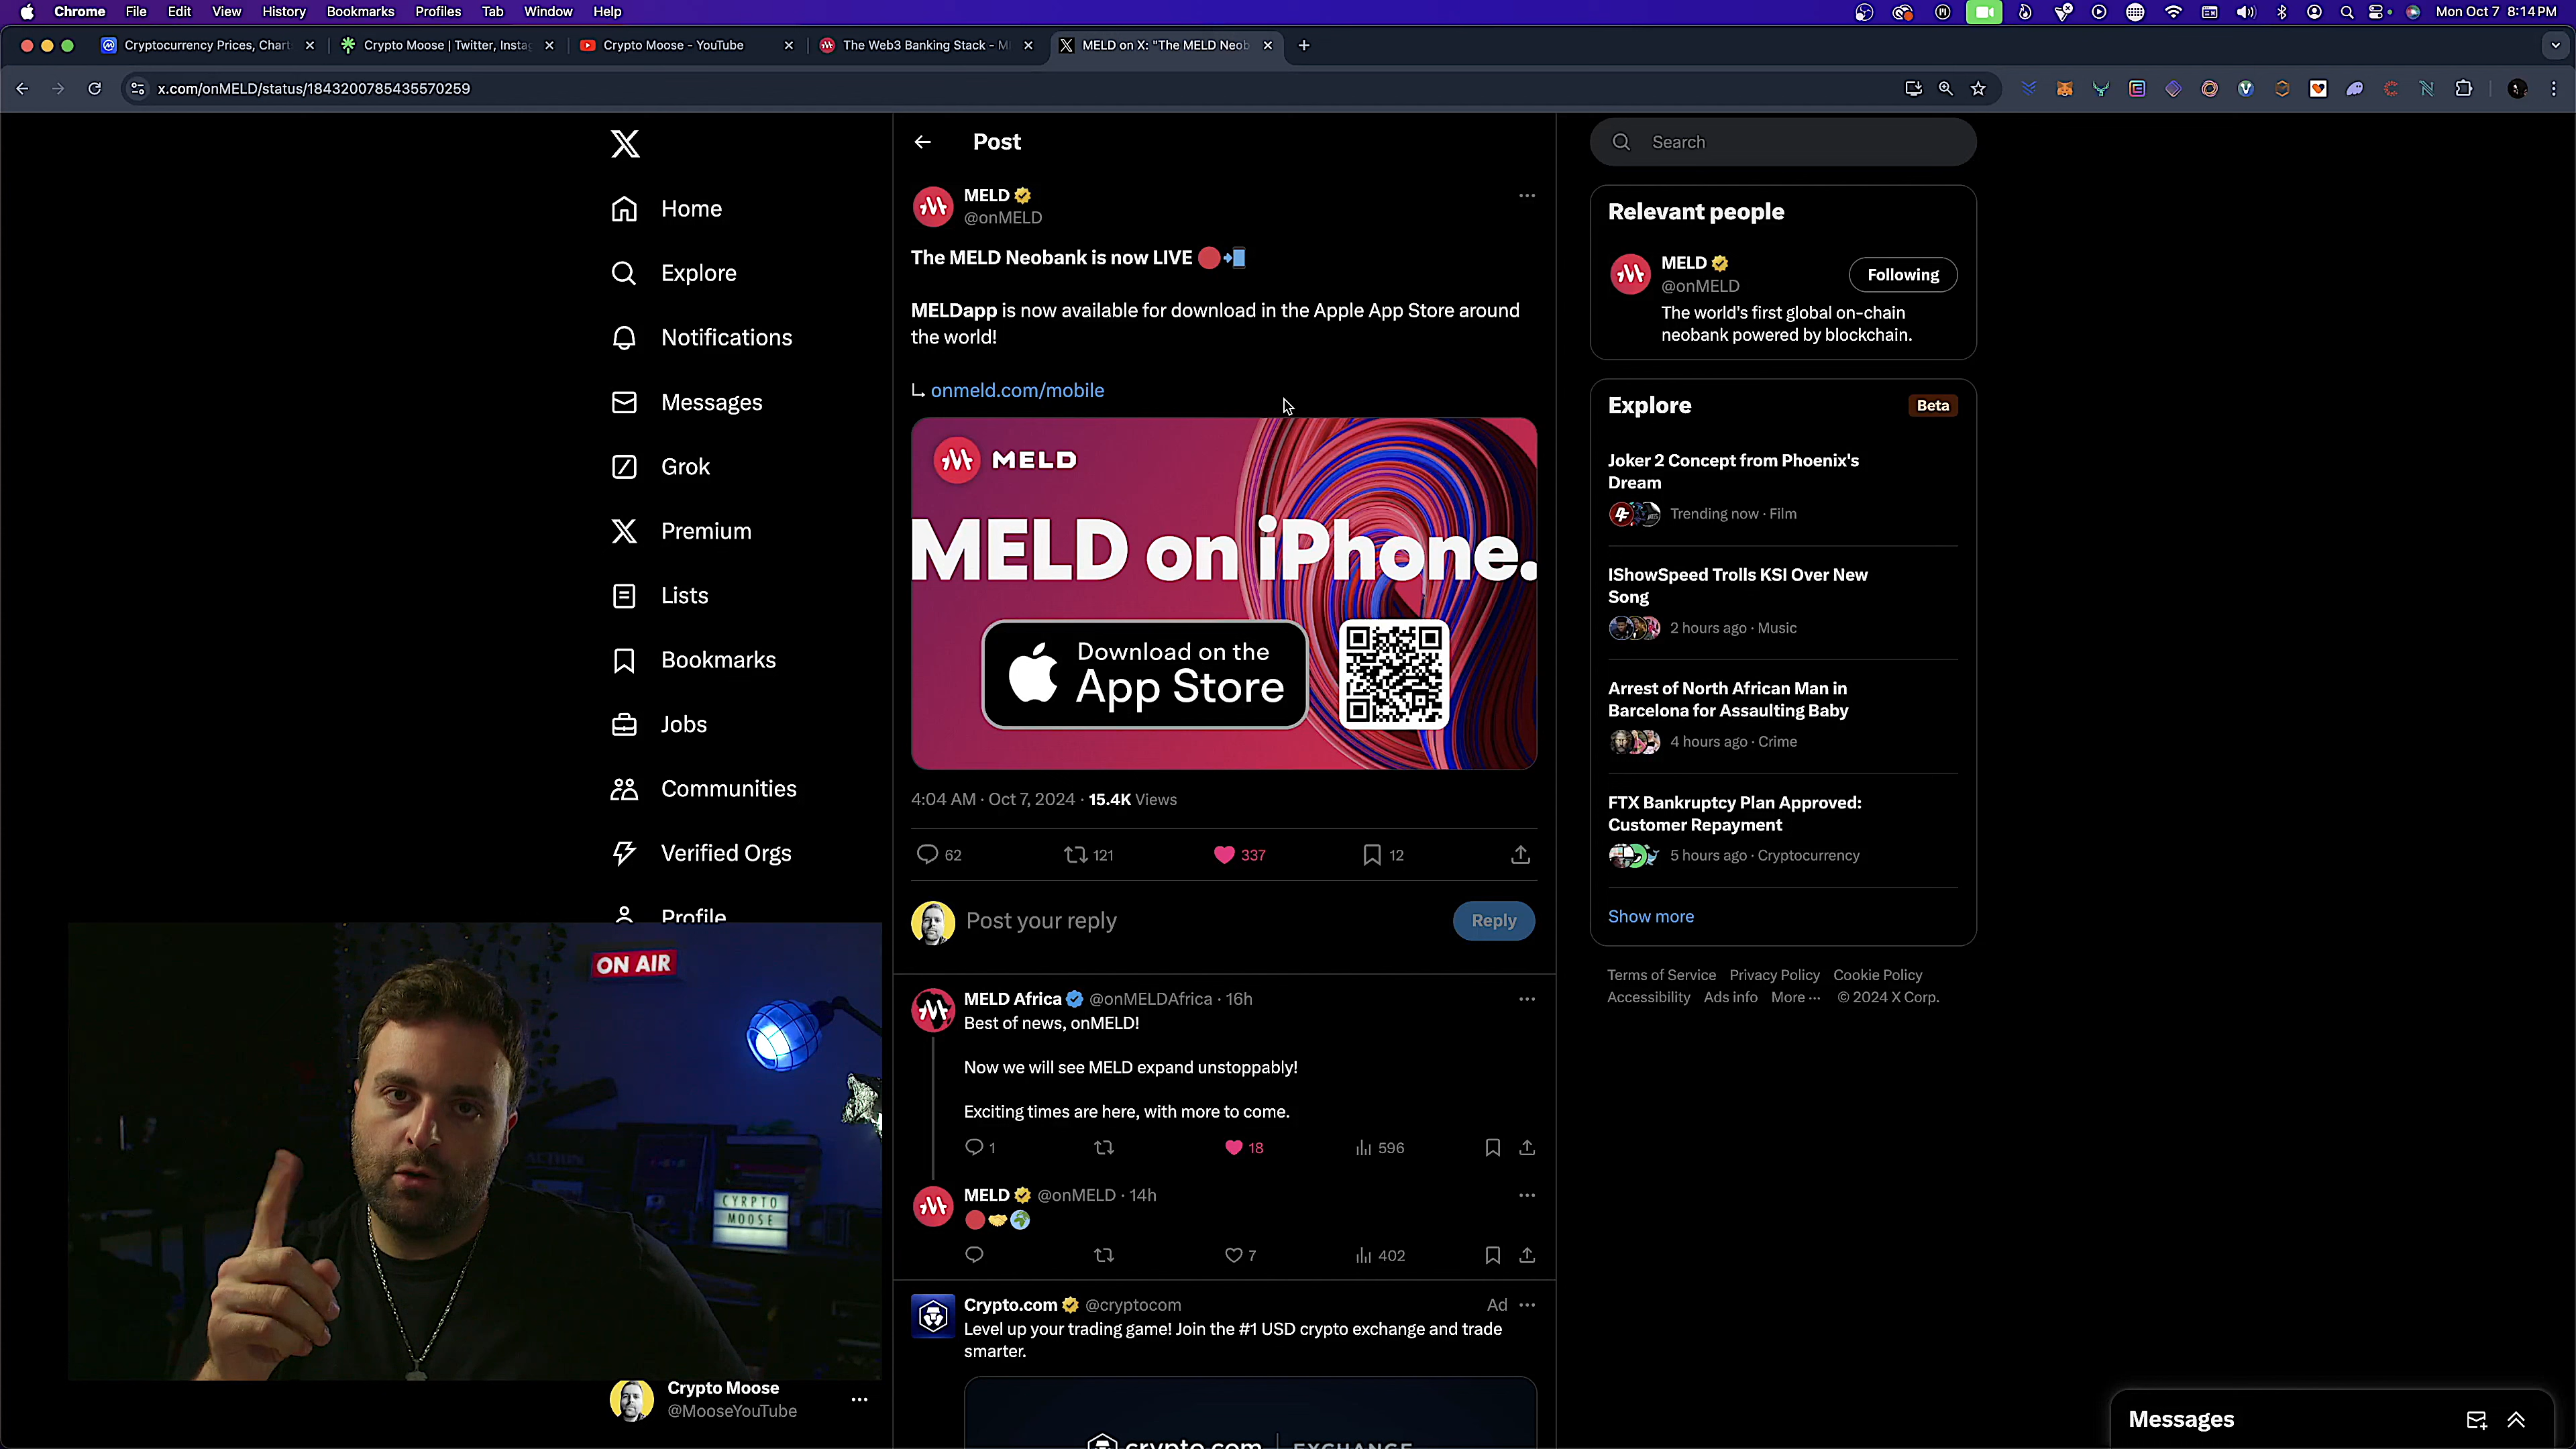 Chrome File Edit View History Bookmarks Profiles Tab Window Help
Mon Oct 7 8:14 PM
Cryptocurrency Prices, Chart
Crypto Moose | Twitter, Insta
Crypto Moose - YouTube
The Web3 Banking Stack - M
MELD on X: "The MELD Neob
x.com/onMELD/status/1843200785435570259
Home
Explore
Notifications
Messages
Grok
Premium
Lists
Bookmarks
Jobs
Communities
Verified Orgs
Profile
Crypto Moose
@MooseYouTube
Post
MELD
@onMELD
The MELD Neobank is now LIVE 🔴📲
MELDapp is now available for download in the Apple App Store around
the world!
↳ onmeld.com/mobile
MELD
MELD on iPhone.
Download on the
App Store
4:04 AM · Oct 7, 2024 · 15.4K Views
62 121 337 12
Post your reply
Reply
MELD Africa @onMELDAfrica · 16h
Best of news, onMELD!
Now we will see MELD expand unstoppably!
Exciting times are here, with more to come.
1 18 596
MELD @onMELD · 14h
🔴🤝🌍
7 402
Crypto.com @cryptocom Ad
Level up your trading game! Join the #1 USD crypto exchange and trade
smarter.
crypto.com | EXCHANGE
Search
Relevant people
MELD
@onMELD
Following
The world's first global on-chain
neobank powered by blockchain.
Explore
Beta
Joker 2 Concept from Phoenix's
Dream
Trending now · Film
IShowSpeed Trolls KSI Over New
Song
2 hours ago · Music
Arrest of North African Man in
Barcelona for Assaulting Baby
4 hours ago · Crime
FTX Bankruptcy Plan Approved:
Customer Repayment
5 hours ago · Cryptocurrency
Show more
Terms of Service Privacy Policy Cookie Policy
Accessibility Ads info More ··· © 2024 X Corp.
Messages
ON AIR
ACTION
CYRPTO
MOOSE